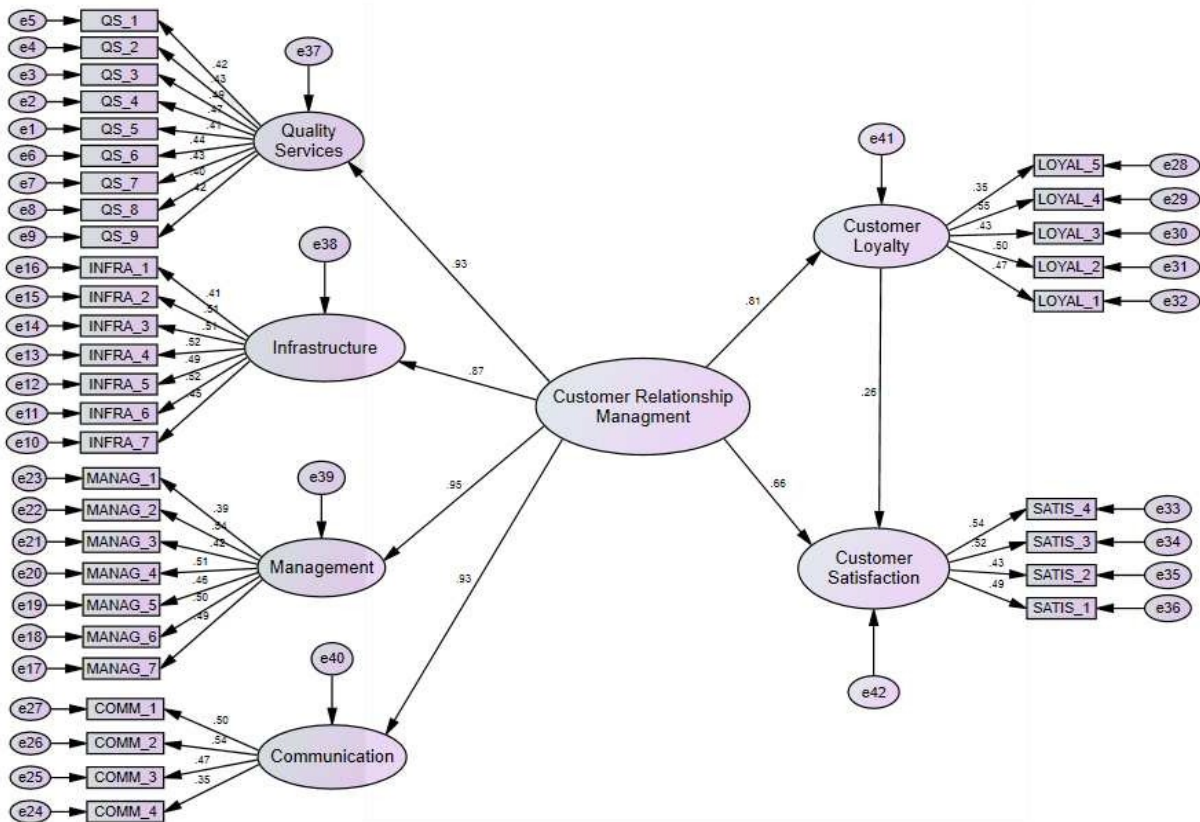 e5
QS_1
e4
QS_2
e3
QS_3
e2
QS_4
e1
QS_5
e6
QS_6
e7
QS_7
e8
QS_8
e9
QS_9
e37
Quality
Services
.42
.43
.49
.47
.41
.44
.43
.40
.42
e16
INFRA_1
e15
INFRA_2
e14
INFRA_3
e13
INFRA_4
e12
INFRA_5
e11
INFRA_6
e10
INFRA_7
e38
Infrastructure
.41
.51
.51
.52
.49
.52
.45
e23
MANAG_1
e22
MANAG_2
e21
MANAG_3
e20
MANAG_4
e19
MANAG_5
e18
MANAG_6
e17
MANAG_7
e39
Management
.39
.54
.42
.51
.46
.50
.49
e27
COMM_1
e26
COMM_2
e25
COMM_3
e24
COMM_4
e40
Communication
.50
.54
.47
.35
.93
.87
.95
.93
Customer Relationship
Managment
.81
.66
e41
Customer
Loyalty
.35
.55
.43
.50
.47
LOYAL_5
e28
LOYAL_4
e29
LOYAL_3
e30
LOYAL_2
e31
LOYAL_1
e32
Customer
Satisfaction
.54
.52
.43
.49
SATIS_4
e33
SATIS_3
e34
SATIS_2
e35
SATIS_1
e36
e42